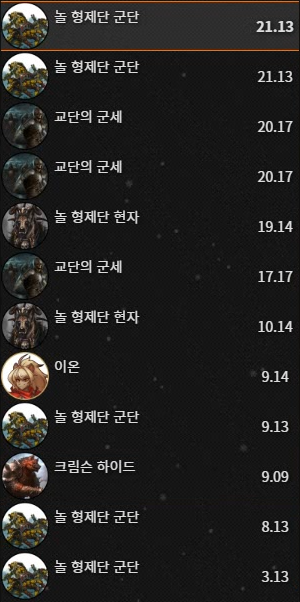 놀 형제단 군단
21.13
놀 형제단 군단
21.13
교단의 군세
20.17
교단의 군세
20.17
놀 형제단 현자
19.14
교단의 군세
17.17
놀 형제단 현자
10.14
이온
9.14
놀 형제단 군단
9.13
크림슨 하이드
9.09
놀 형제단 군단
8.13
놀 형제단 군단
3.13